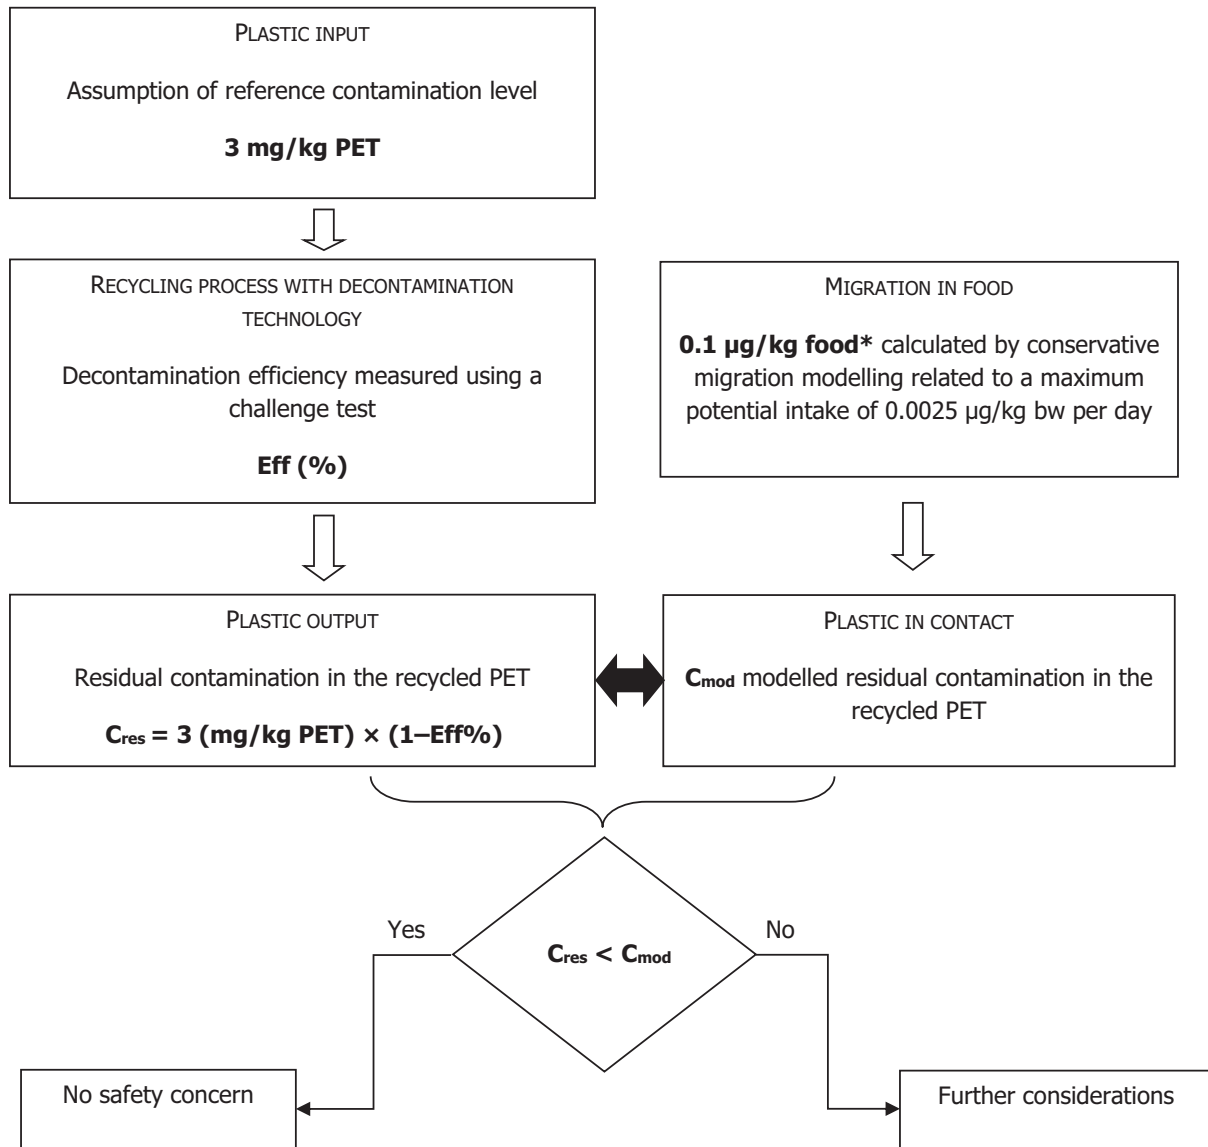 PLASTIC INPUT
Assumption of reference contamination level
3 mg/kg PET
RECYCLING PROCESS WITH DECONTAMINATION
TECHNOLOGY
Decontamination efficiency measured using a
challenge test
Eff (%)
MIGRATION IN FOOD
0.1 µg/kg food* calculated by conservative
migration modelling related to a maximum
potential intake of 0.0025 µg/kg bw per day
PLASTIC OUTPUT
Residual contamination in the recycled PET
Cres = 3 (mg/kg PET) × (1–Eff%)
PLASTIC IN CONTACT
Cmod modelled residual contamination in the
recycled PET
Yes
No
Cres < Cmod
No safety concern
Further considerations